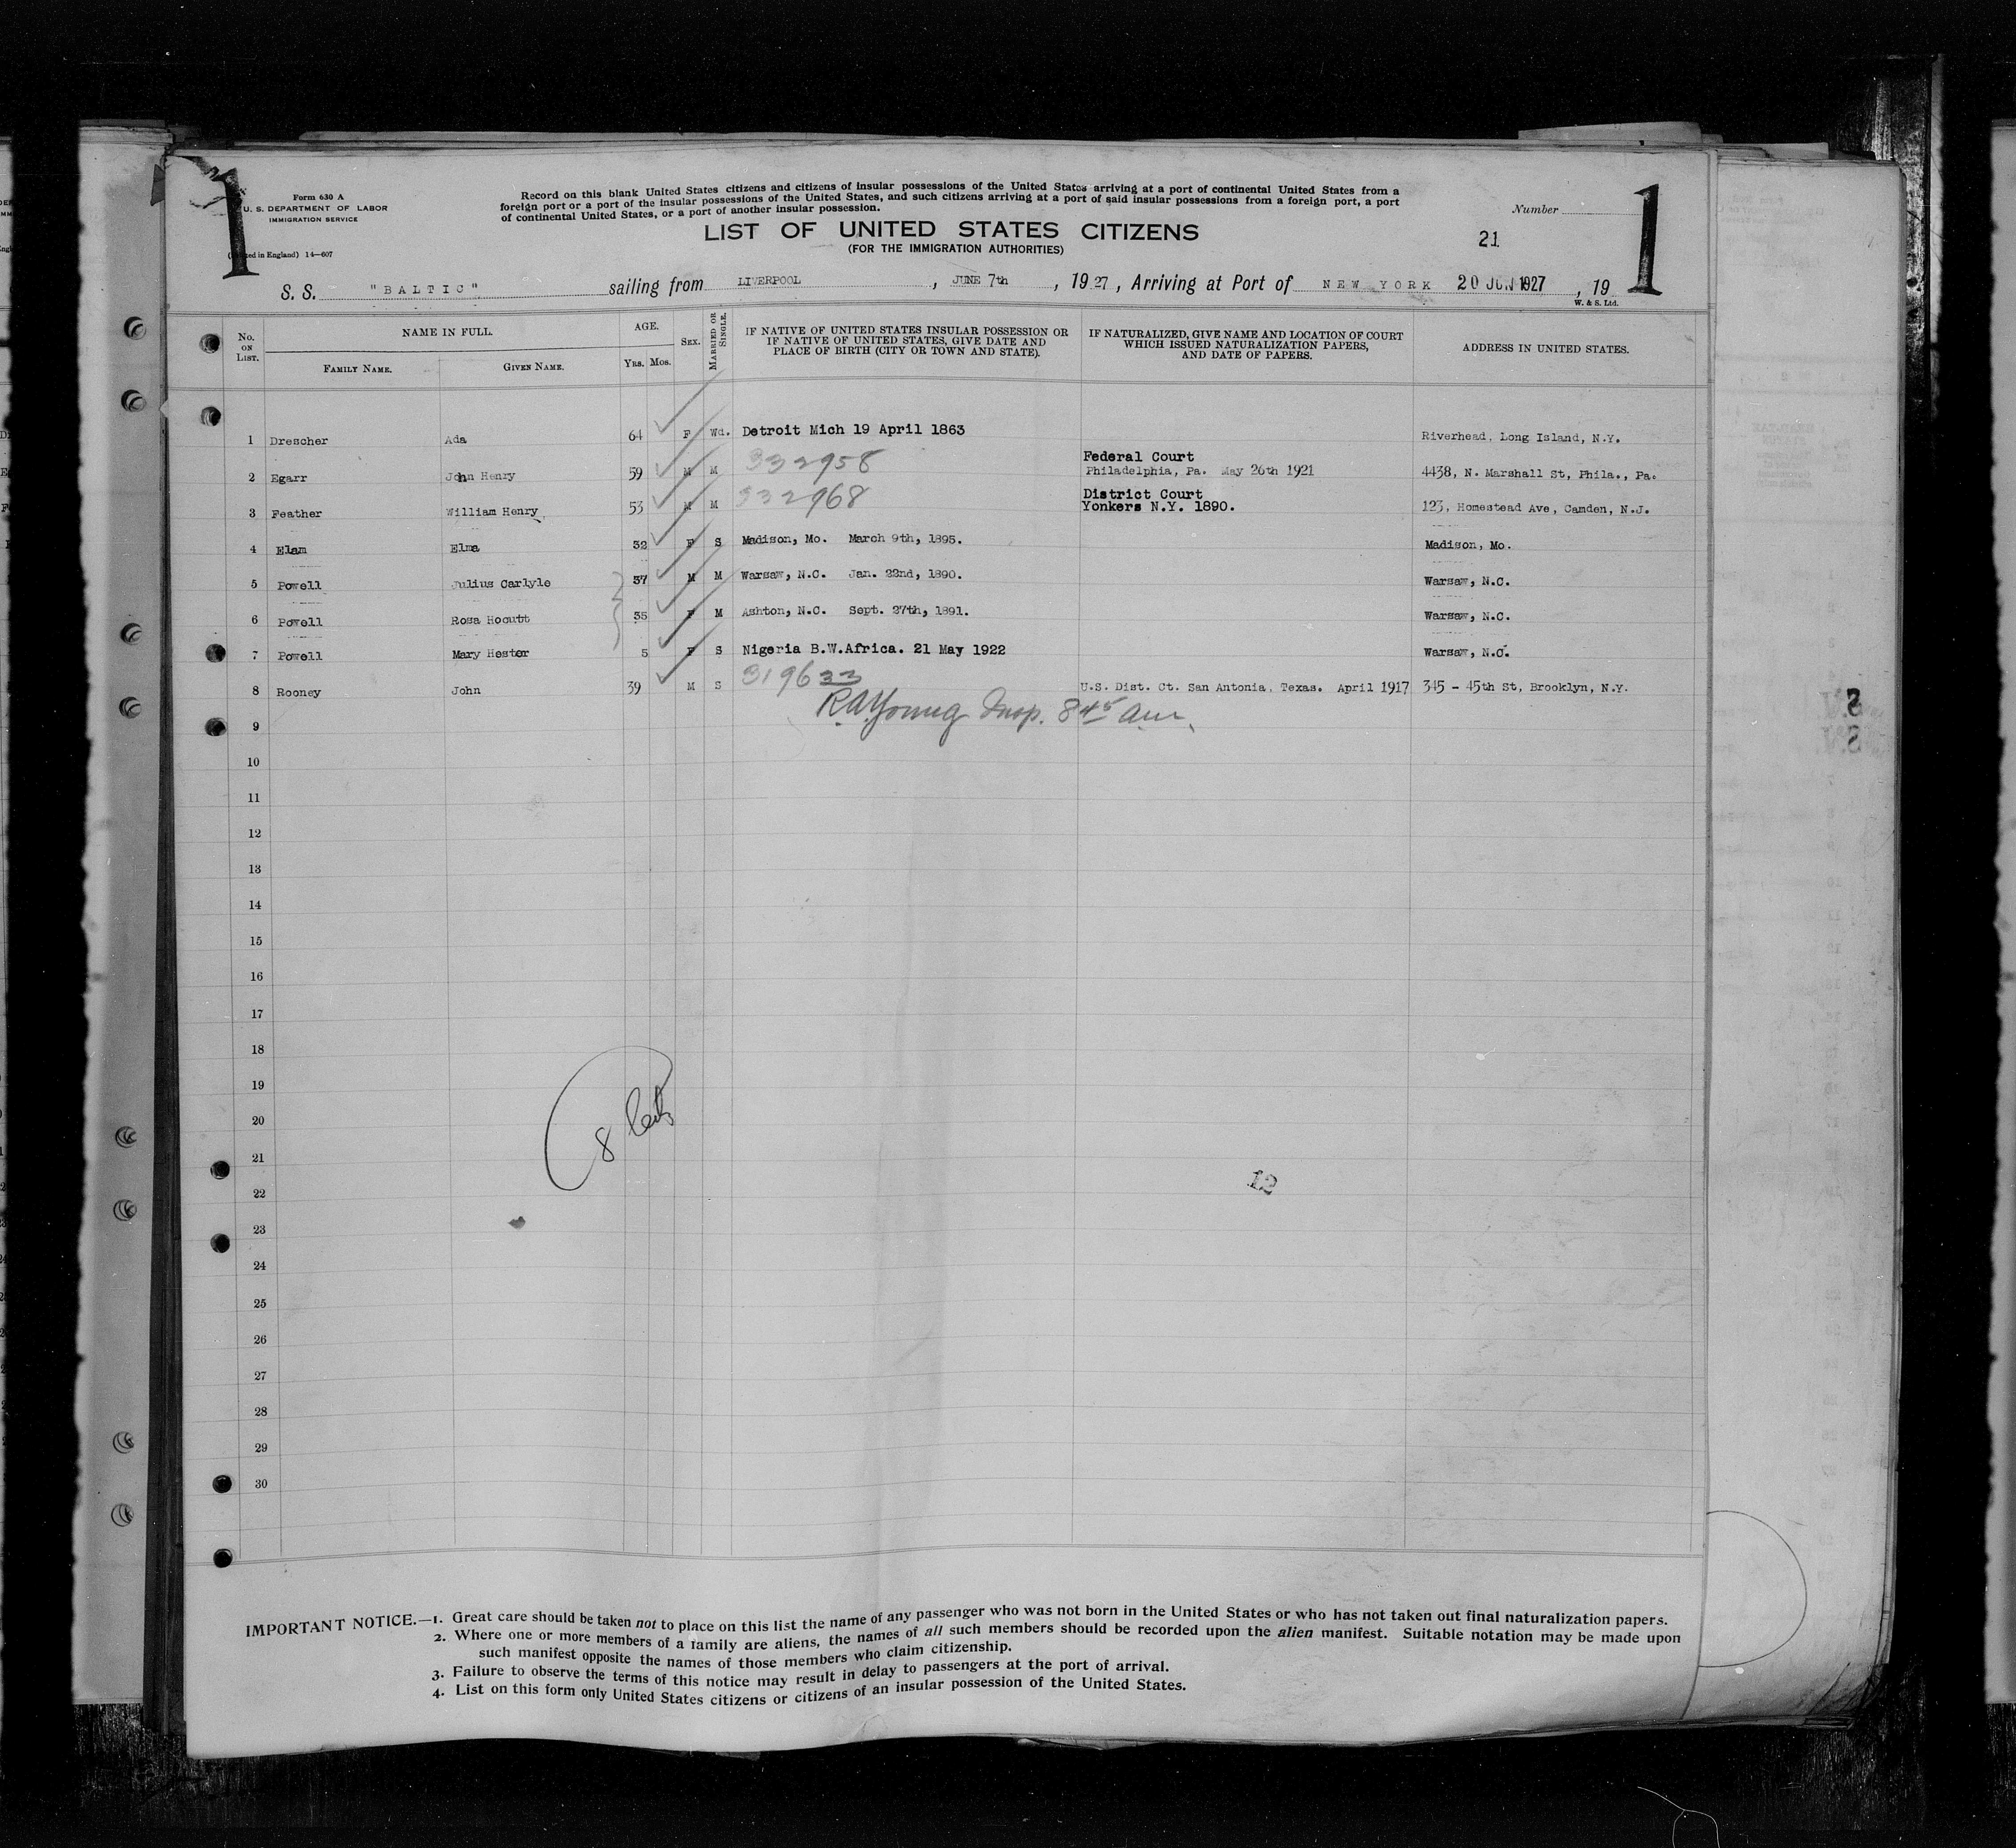 1
1
Form 630 A
U. S. DEPARTMENT OF LABOR
IMMIGRATION SERVICE
in England) 14—607
Record on this blank United States citizens and citizens of insular possessions of the United States arriving at a port of continental United States from a
foreign port or a port of the insular possessions of the United States, and such citizens arriving at a port of said insular possessions from a foreign port, a port
of continental United States, or a port of another insular possession.
Number
LIST OF UNITED STATES CITIZENS
21
(FOR THE IMMIGRATION AUTHORITIES)
S. S. "BALTIC" sailing from LIVERPOOL, JUNE 7th, 1927, Arriving at Port of NEW YORK 20 JUN 1927, 19
W. & S. Ltd.
No. ON LIST.
NAME IN FULL.
FAMILY NAME. GIVEN NAME.
AGE.
YRS. MOS.
SEX.
MARRIED OR SINGLE.
IF NATIVE OF UNITED STATES INSULAR POSSESSION OR
IF NATIVE OF UNITED STATES, GIVE DATE AND
PLACE OF BIRTH (CITY OR TOWN AND STATE).
IF NATURALIZED, GIVE NAME AND LOCATION OF COURT
WHICH ISSUED NATURALIZATION PAPERS,
AND DATE OF PAPERS.
ADDRESS IN UNITED STATES.
1 Drescher Ada 64 F Wd. Detroit Mich 19 April 1863 Riverhead, Long Island, N.Y.
332958 Federal Court
2 Egarr John Henry 59 M M Philadelphia, Pa. May 26th 1921 4438, N. Marshall St, Phila., Pa.
332968 District Court
3 Feather William Henry 53 M M Yonkers N.Y. 1890. 123, Homestead Ave, Camden, N.J.
4 Elam Elma 32 F S Madison, Mo. March 9th, 1895. Madison, Mo.
5 Powell Julius Carlyle 37 M M Warsaw, N.C. Jan. 22nd, 1890. Warsaw, N.C.
6 Powell Rosa Hocutt 35 F M Ashton, N.C. Sept. 27th, 1891. Warsaw, N.C.
7 Powell Mary Hester 5 F S Nigeria B.W.Africa. 21 May 1922 Warsaw, N.C.
319633
8 Rooney John 39 M S U.S. Dist. Ct. San Antonia, Texas. April 1917 345 - 45th St, Brooklyn, N.Y.
R.A. Young Insp. 845 am.
9
10
11
12
13
14
15
16
17
18
19
20
8
21
12
22
23
24
25
26
27
28
29
30
IMPORTANT NOTICE.—1. Great care should be taken not to place on this list the name of any passenger who was not born in the United States or who has not taken out final naturalization papers.
2. Where one or more members of a family are aliens, the names of all such members should be recorded upon the alien manifest. Suitable notation may be made upon
such manifest opposite the names of those members who claim citizenship.
3. Failure to observe the terms of this notice may result in delay to passengers at the port of arrival.
4. List on this form only United States citizens or citizens of an insular possession of the United States.